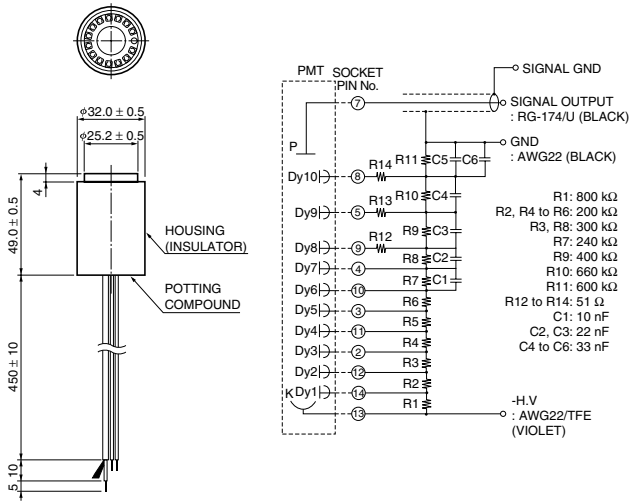 φ32.0 ± 0.5
φ25.2 ± 0.5
4
49.0 ± 0.5
HOUSING
(INSULATOR)
POTTING
COMPOUND
450 ± 10
10
5
PMT
SOCKET
PIN No.
SIGNAL GND
7
SIGNAL OUTPUT
: RG-174/U (BLACK)
P
GND
: AWG22 (BLACK)
R11 C5 C6
Dy10 8 R14
R10 C4
Dy9 5 R13
R9 C3
Dy8 9 R12
R8 C2
Dy7 4
R7 C1
Dy6 10
R6
Dy5 3
R5
Dy4 11
R4
Dy3 2
R3
Dy2 12
R2
Dy1 14
R1
K
13
-H.V
: AWG22/TFE
(VIOLET)
R1: 800 kΩ
R2, R4 to R6: 200 kΩ
R3, R8: 300 kΩ
R7: 240 kΩ
R9: 400 kΩ
R10: 660 kΩ
R11: 600 kΩ
R12 to R14: 51 Ω
C1: 10 nF
C2, C3: 22 nF
C4 to C6: 33 nF